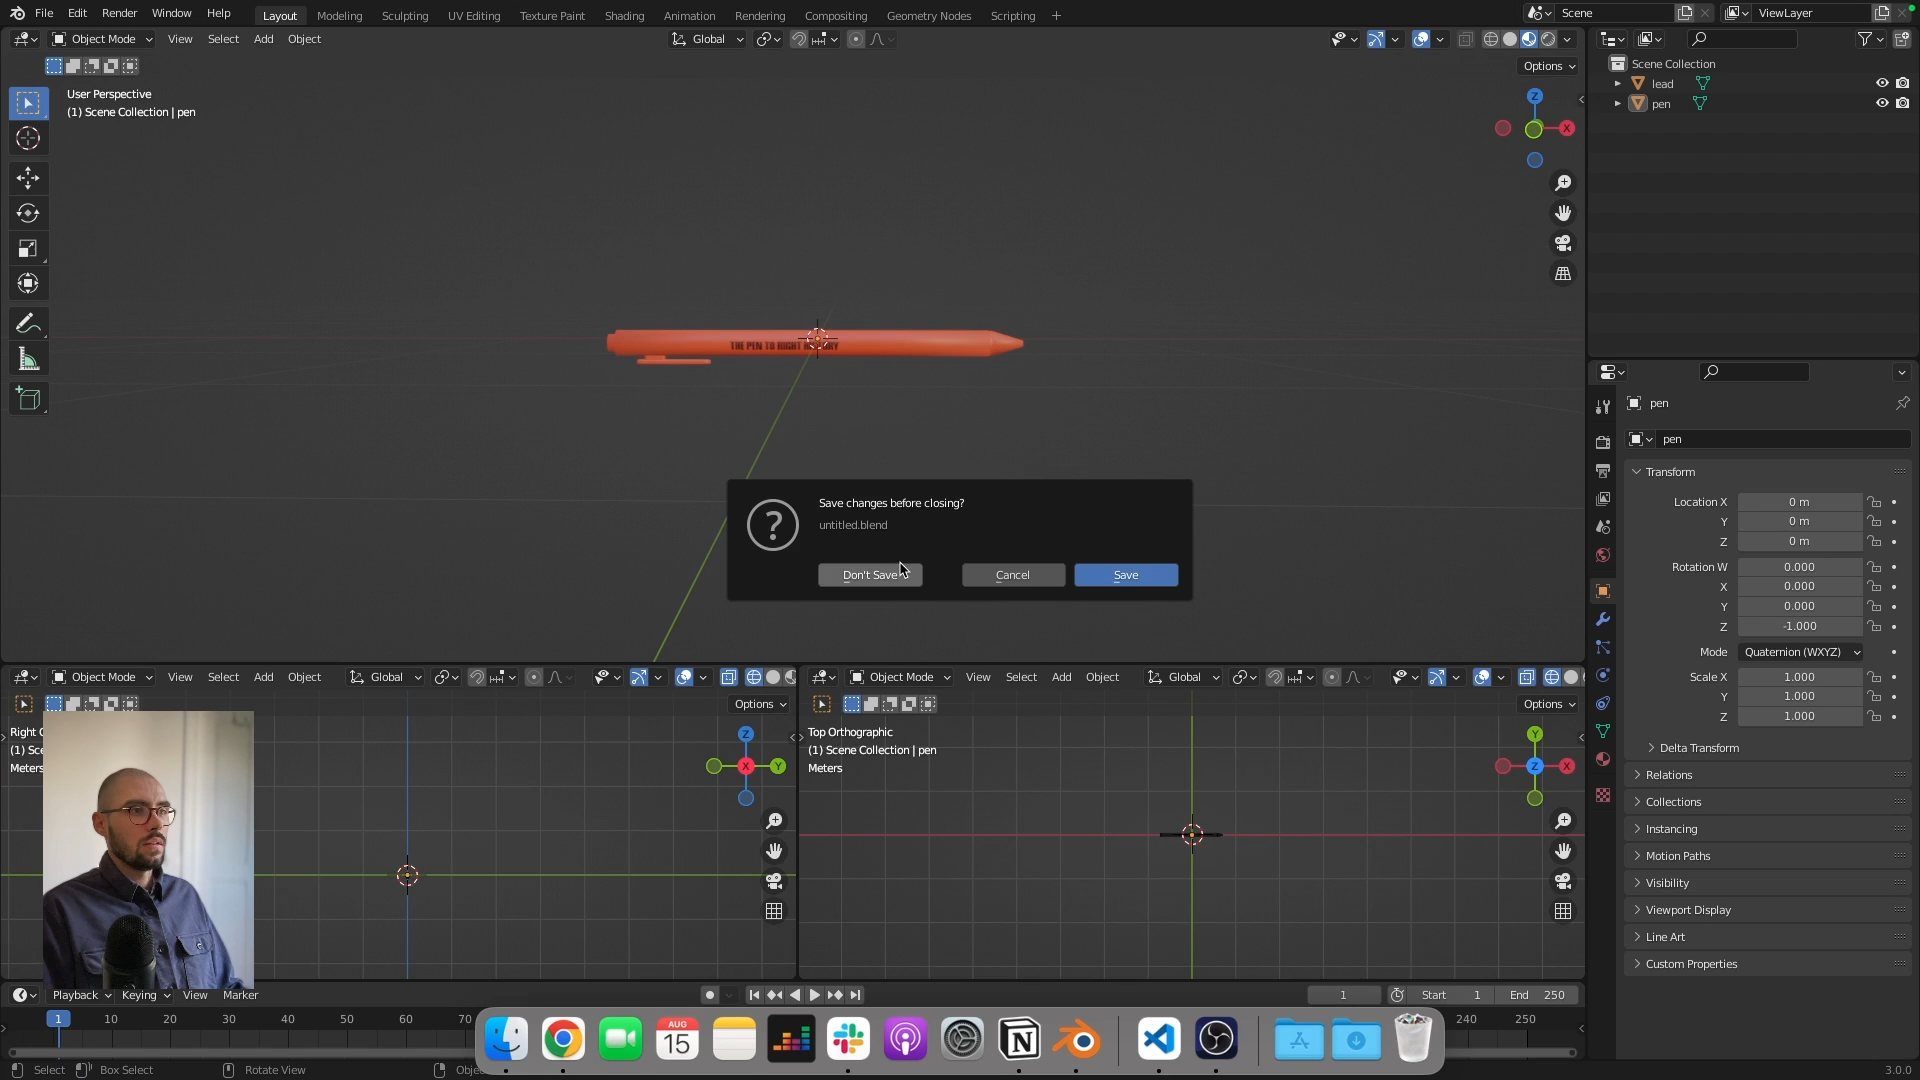 File Edit Render Window Help Layout Modeling Sculpting UV Editing Texture Paint Shading Animation Rendering Compositing Geometry Nodes Scripting + Scene ViewLayer
Object Mode View Select Add Object Global
Options
User Perspective
(1) Scene Collection | pen
Z
X
Scene Collection
lead
pen
THE PEN TO RIGHT
Save changes before closing?
untitled.blend
Don't Save Cancel Save
pen
pen
Transform
Location X 0 m
Y 0 m
Z 0 m
Rotation W 0.000
X 0.000
Y 0.000
Z -1.000
Mode Quaternion (WXYZ)
Scale X 1.000
Y 1.000
Z 1.000
Delta Transform
Relations
Collections
Instancing
Motion Paths
Visibility
Viewport Display
Line Art
Custom Properties
Object Mode View Select Add Object Global
Options
Right
(1)
Meters
Z
X Y
Object Mode View Select Add Object Global
Options
Top Orthographic
(1) Scene Collection | pen
Meters
Y
Z X
Playback Keying View Marker
1 Start 1 End 250
1 10 20 30 40 50 60 70 240 250
AUG
15
Select Box Select Rotate View
3.0.0